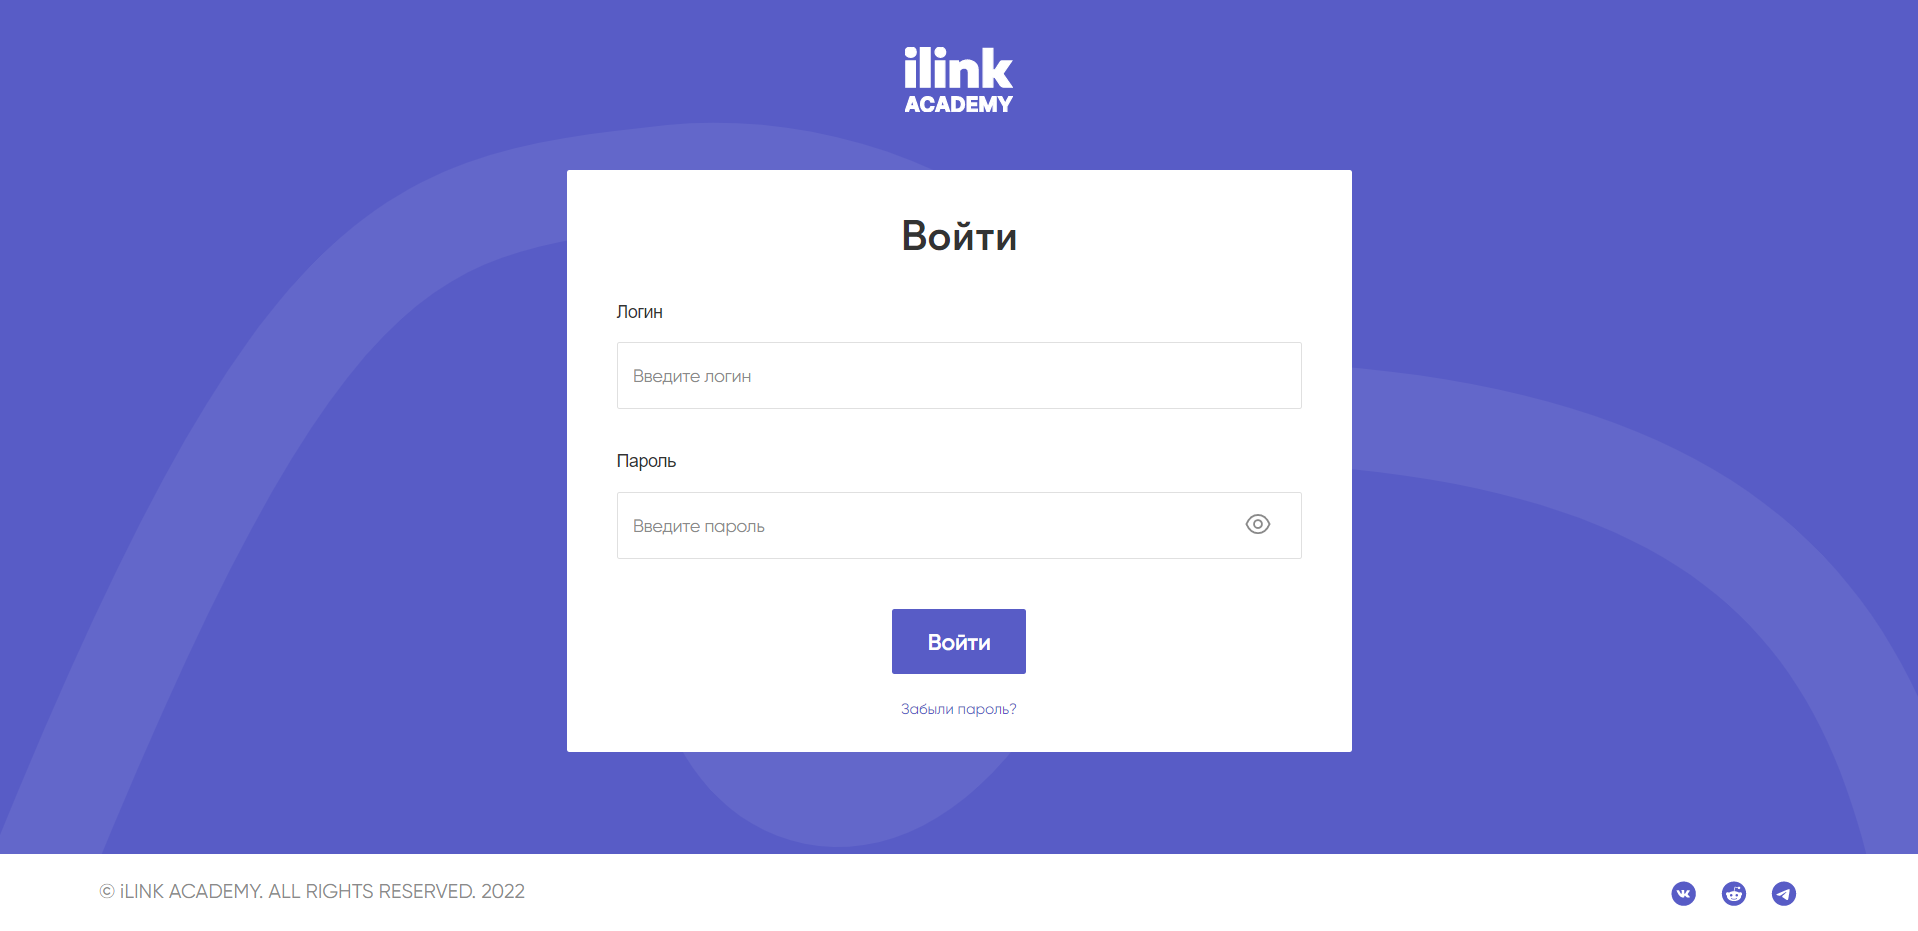 ilink
ACADEMY
Войти
Логин
Введите логин
Пароль
Введите пароль
Войти
Забыли пароль?
© iLINK ACADEMY. ALL RIGHTS RESERVED. 2022